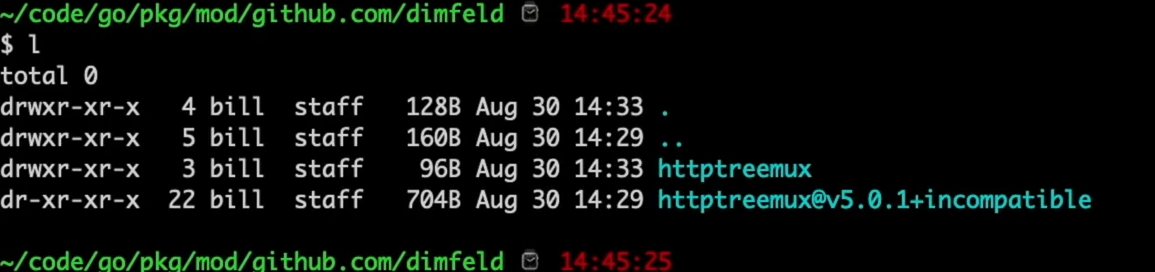 ~/code/go/pkg/mod/github.com/dimfeld ⌚ 14:45:24
$ l
total 0
drwxr-xr-x   4 bill  staff   128B Aug 30 14:33 .
drwxr-xr-x   5 bill  staff   160B Aug 30 14:29 ..
drwxr-xr-x   3 bill  staff    96B Aug 30 14:33 httptreemux
dr-xr-xr-x  22 bill  staff   704B Aug 30 14:29 httptreemux@v5.0.1+incompatible
~/code/go/pkg/mod/github.com/dimfeld ⌚ 14:45:25